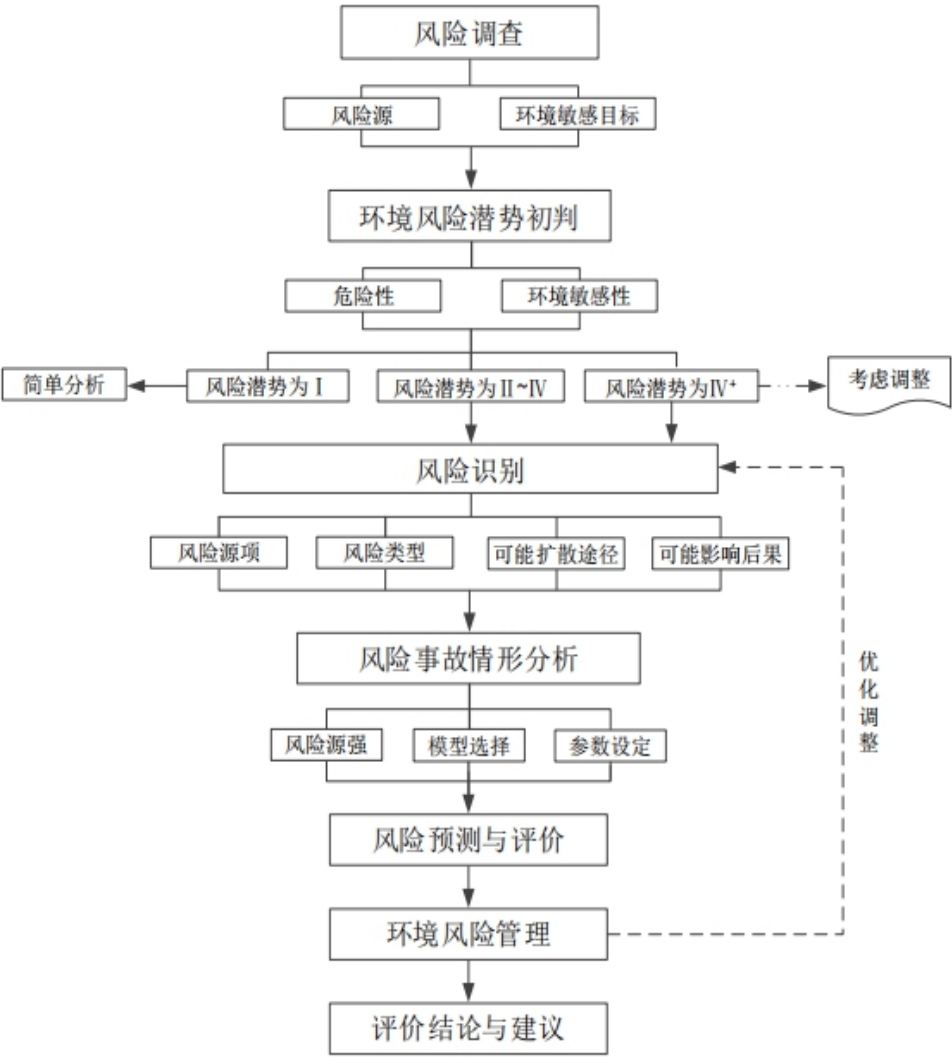 风险调查
风险源
环境敏感目标
环境风险潜势初判
危险性
环境敏感性
简单分析
风险潜势为Ⅰ
风险潜势为Ⅱ~Ⅳ
风险潜势为Ⅳ⁺
考虑调整
风险识别
风险源项
风险类型
可能扩散途径
可能影响后果
风险事故情形分析
优化调整
风险源强
模型选择
参数设定
风险预测与评价
环境风险管理
评价结论与建议